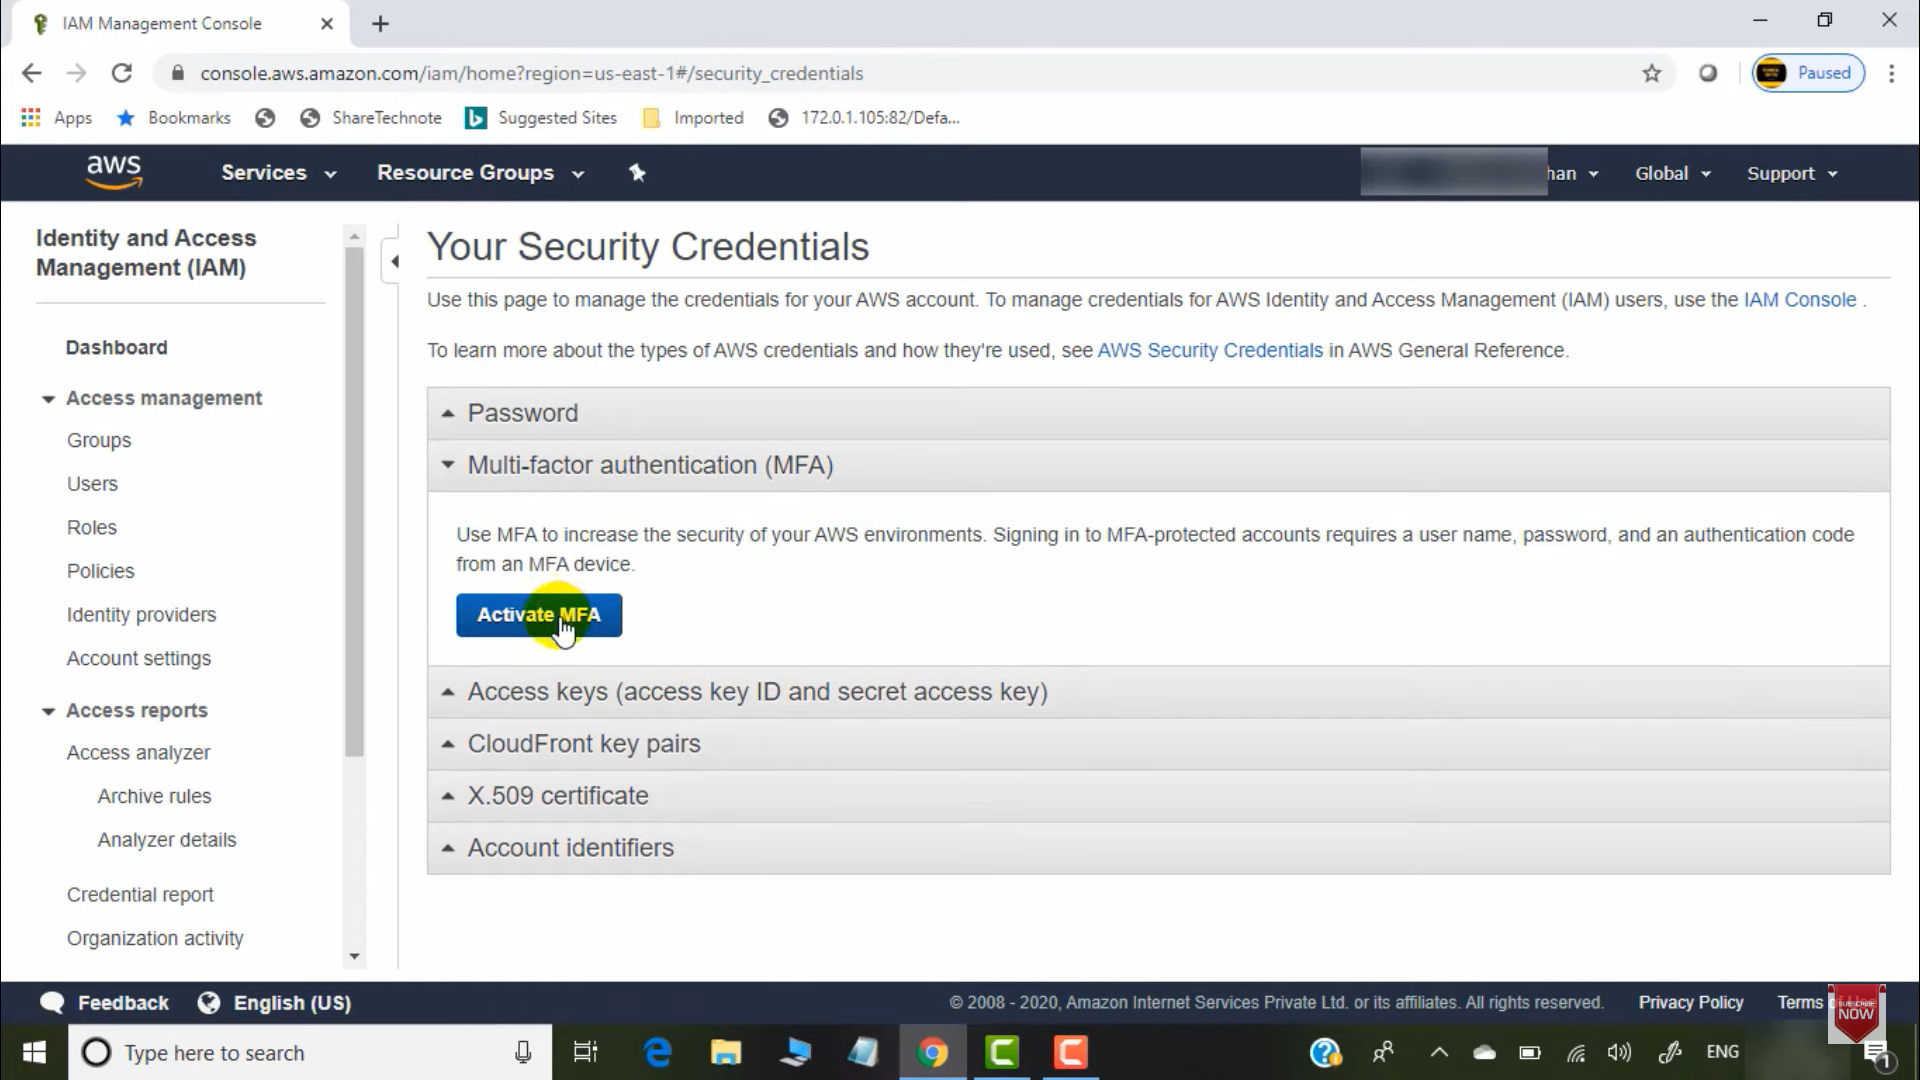 IAM Management Console
console.aws.amazon.com/iam/home?region=us-east-1#/security_credentials
Paused
Apps
Bookmarks
ShareTechnote
Suggested Sites
Imported
172.0.1.105:82/Defa...
aws
Services
Resource Groups
han
Global
Support
Identity and Access
Management (IAM)
Dashboard
Access management
Groups
Users
Roles
Policies
Identity providers
Account settings
Access reports
Access analyzer
Archive rules
Analyzer details
Credential report
Organization activity
Your Security Credentials
Use this page to manage the credentials for your AWS account. To manage credentials for AWS Identity and Access Management (IAM) users, use the IAM Console .
To learn more about the types of AWS credentials and how they're used, see AWS Security Credentials in AWS General Reference.
Password
Multi-factor authentication (MFA)
Use MFA to increase the security of your AWS environments. Signing in to MFA-protected accounts requires a user name, password, and an authentication code
from an MFA device.
Activate MFA
Access keys (access key ID and secret access key)
CloudFront key pairs
X.509 certificate
Account identifiers
Feedback
English (US)
© 2008 - 2020, Amazon Internet Services Private Ltd. or its affiliates. All rights reserved.
Privacy Policy
Terms
SUBSCRIBE
NOW
Type here to search
ENG
1